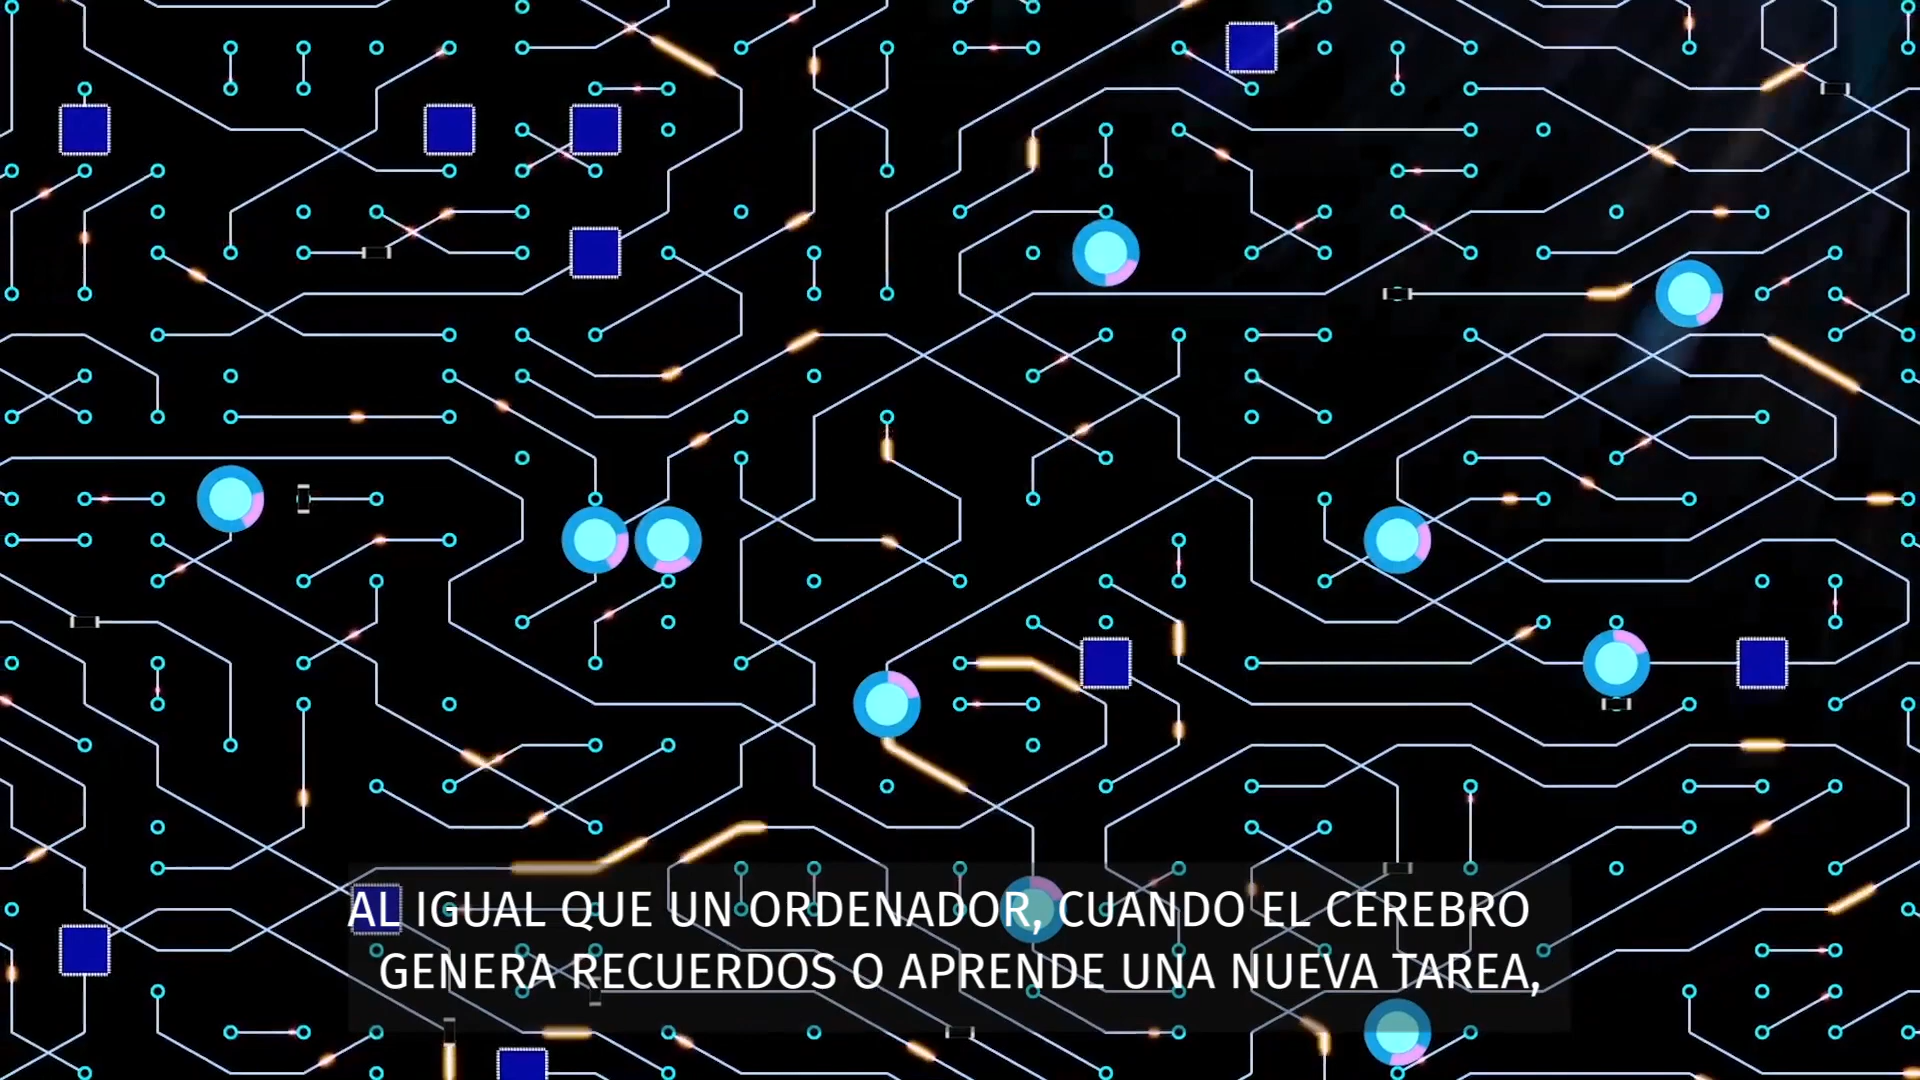 AL IGUAL QUE UN ORDENADOR, CUANDO EL CEREBRO
GENERA RECUERDOS O APRENDE UNA NUEVA TAREA,